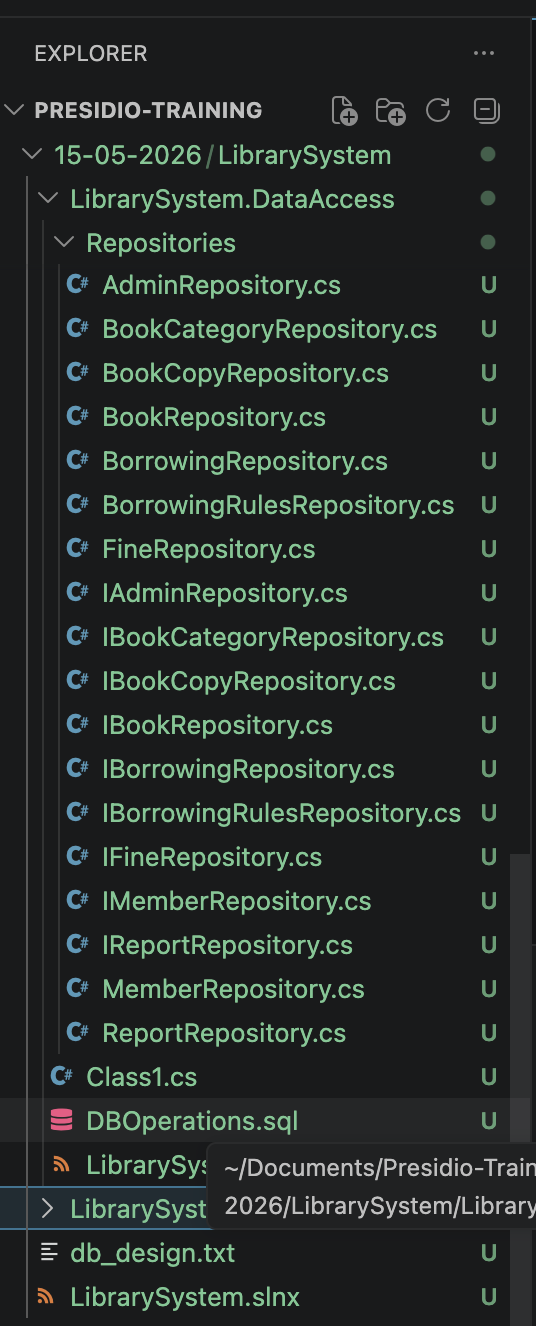 EXPLORER
PRESIDIO-TRAINING
15-05-2026/LibrarySystem
LibrarySystem.DataAccess
Repositories
C# AdminRepository.cs U
C# BookCategoryRepository.cs U
C# BookCopyRepository.cs U
C# BookRepository.cs U
C# BorrowingRepository.cs U
C# BorrowingRulesRepository.cs U
C# FineRepository.cs U
C# IAdminRepository.cs U
C# IBookCategoryRepository.cs U
C# IBookCopyRepository.cs U
C# IBookRepository.cs U
C# IBorrowingRepository.cs U
C# IBorrowingRulesRepository.cs U
C# IFineRepository.cs U
C# IMemberRepository.cs U
C# IReportRepository.cs U
C# MemberRepository.cs U
C# ReportRepository.cs U
C# Class1.cs U
DBOperations.sql U
LibrarySys
~/Documents/Presidio-Train
LibrarySyst
2026/LibrarySystem/Library
db_design.txt U
LibrarySystem.slnx U